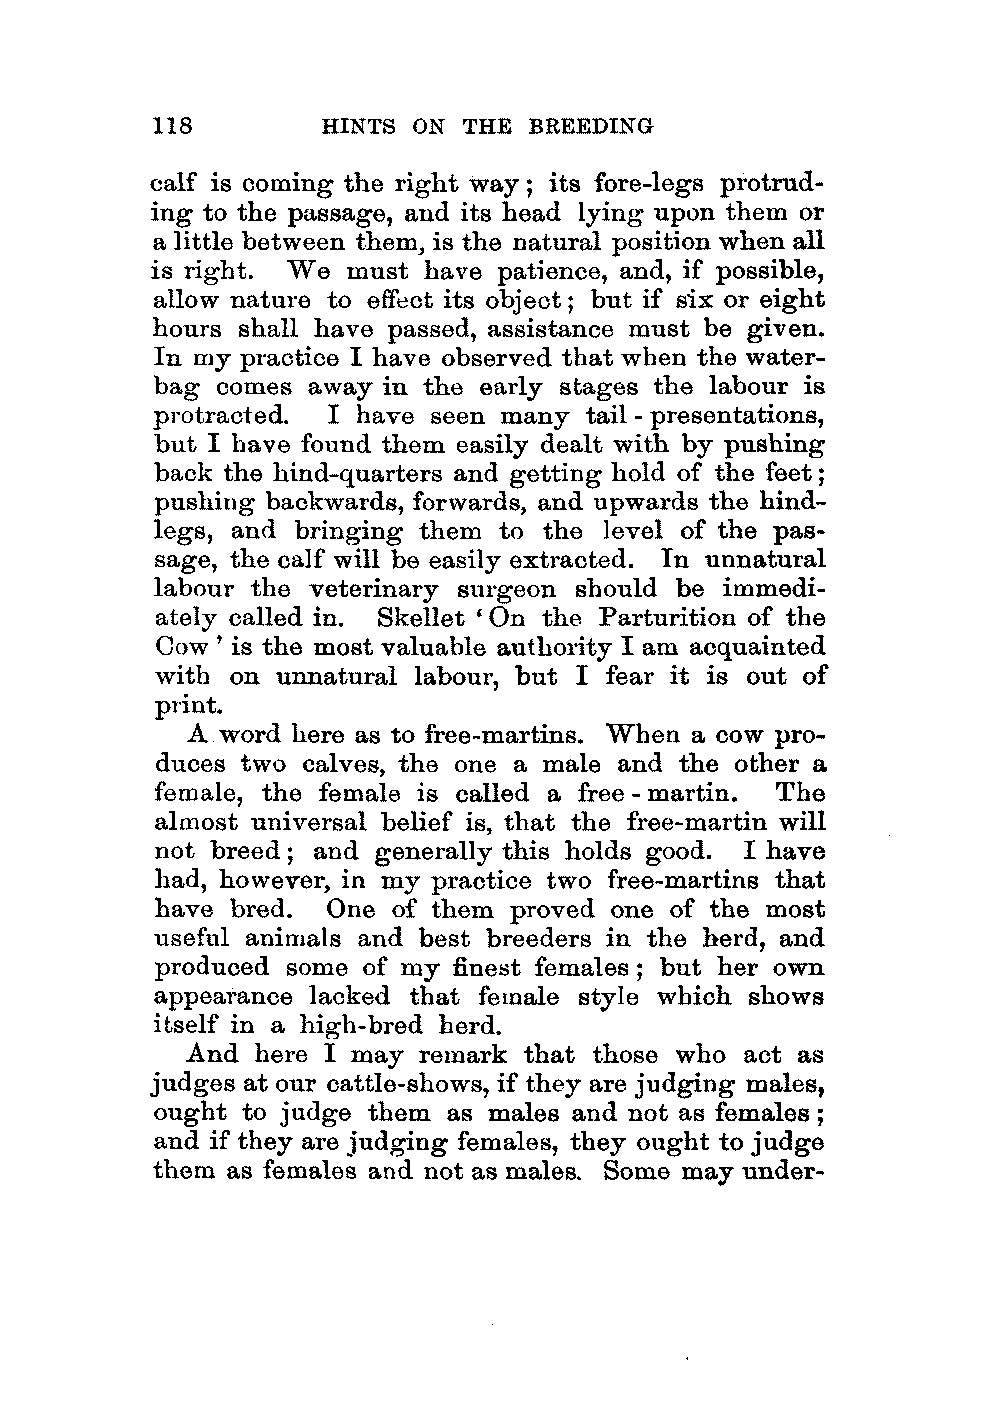 118 HINTS ON THE BREEDING
calf is coming the right way; its fore-legs protrud-
ing to the passage, and its head lying upon them or
a little between them, is the natural position when all
is right. We must have patience, and, if possible,
allow nature to effect its object; but if six or eight
hours shall have passed, assistance must be given.
In my practice I have observed that when the water-
bag comes away in the early stages the labour is
protracted. I have seen many tail-presentations,
but I have found them easily dealt with by pushing
back the hind-quarters and getting hold of the feet;
pushing backwards, forwards, and upwards the hind-
legs, and bringing them to the level of the pas-
sage, the calf will be easily extracted. In unnatural
labour the veterinary surgeon should be immedi-
ately called in. Skellet ‘On the Parturition of the
Cow’ is the most valuable authority I am acquainted
with on unnatural labour, but I fear it is out of
print.
A word here as to free-martins. When a cow pro-
duces two calves, the one a male and the other a
female, the female is called a free-martin. The
almost universal belief is, that the free-martin will
not breed; and generally this holds good. I have
had, however, in my practice two free-martins that
have bred. One of them proved one of the most
useful animals and best breeders in the herd, and
produced some of my finest females; but her own
appearance lacked that female style which shows
itself in a high-bred herd.
And here I may remark that those who act as
judges at our cattle-shows, if they are judging males,
ought to judge them as males and not as females;
and if they are judging females, they ought to judge
them as females and not as males. Some may under-